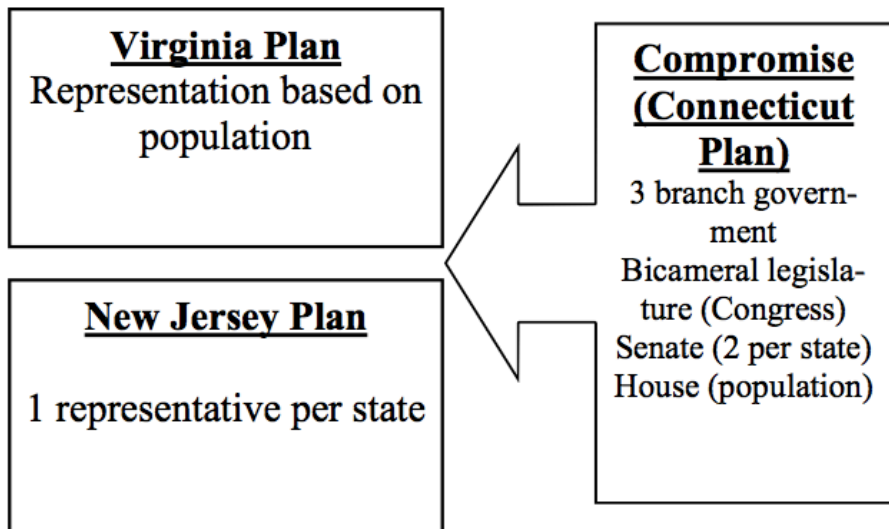 Virginia Plan
Representation based on
population
New Jersey Plan
1 representative per state
Compromise
(Connecticut
Plan)
3 branch govern-
ment
Bicameral legisla-
ture (Congress)
Senate (2 per state)
House (population)